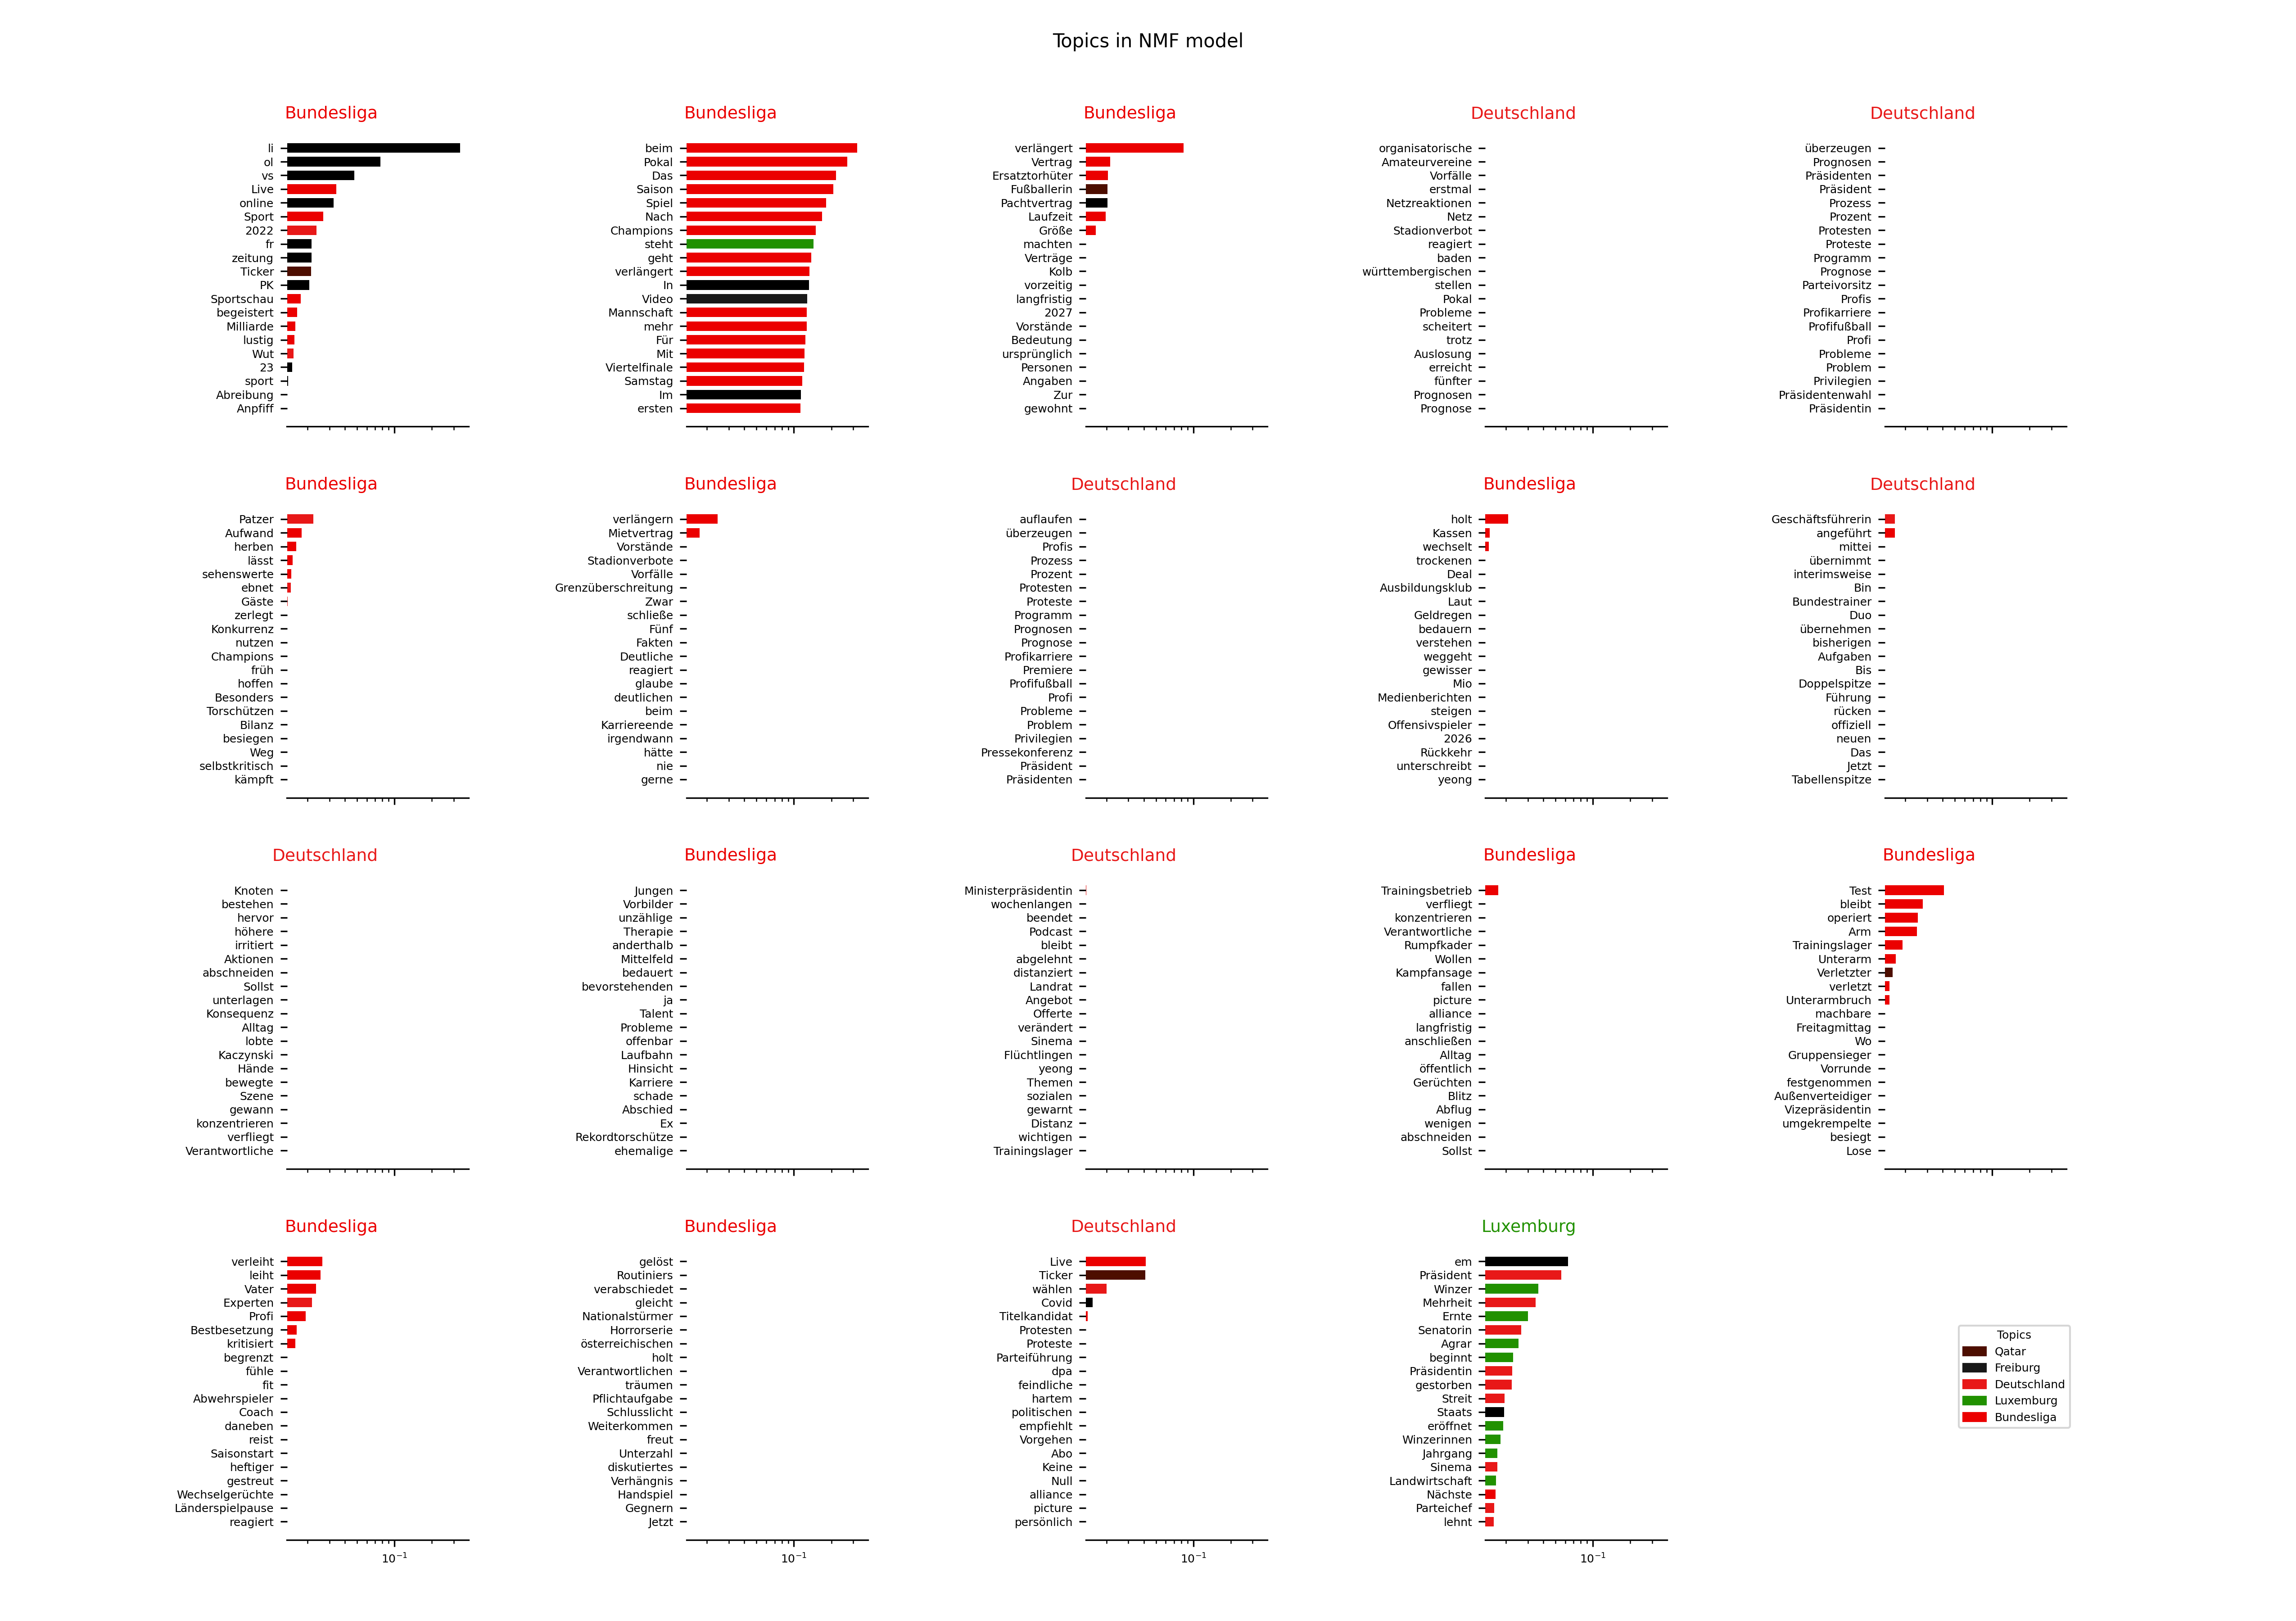 Topics in NMF model
Bundesliga
li
ol
vs
Live
online
Sport
2022
fr
zeitung
Ticker
PK
Sportschau
begeistert
Milliarde
lustig
Wut
23
sport
Abreibung
Anpfiff
Bundesliga
beim
Pokal
Das
Saison
Spiel
Nach
Champions
steht
geht
verlängert
In
Video
Mannschaft
mehr
Für
Mit
Viertelfinale
Samstag
Im
ersten
Bundesliga
verlängert
Vertrag
Ersatztorhüter
Fußballerin
Pachtvertrag
Laufzeit
Größe
machten
Verträge
Kolb
vorzeitig
langfristig
2027
Vorstände
Bedeutung
ursprünglich
Personen
Angaben
Zur
gewohnt
Deutschland
organisatorische
Amateurvereine
Vorfälle
erstmal
Netzreaktionen
Netz
Stadionverbot
reagiert
baden
württembergischen
stellen
Pokal
Probleme
scheitert
trotz
Auslosung
erreicht
fünfter
Prognosen
Prognose
Deutschland
überzeugen
Prognosen
Präsidenten
Präsident
Prozess
Prozent
Protesten
Proteste
Programm
Prognose
Parteivorsitz
Profis
Profikarriere
Profifußball
Profi
Probleme
Problem
Privilegien
Präsidentenwahl
Präsidentin
Bundesliga
Patzer
Aufwand
herben
lässt
sehenswerte
ebnet
Gäste
zerlegt
Konkurrenz
nutzen
Champions
früh
hoffen
Besonders
Torschützen
Bilanz
besiegen
Weg
selbstkritisch
kämpft
Bundesliga
verlängern
Mietvertrag
Vorstände
Stadionverbote
Vorfälle
Grenzüberschreitung
Zwar
schließe
Fünf
Fakten
Deutliche
reagiert
glaube
deutlichen
beim
Karriereende
irgendwann
hätte
nie
gerne
Deutschland
auflaufen
überzeugen
Profis
Prozess
Prozent
Protesten
Proteste
Programm
Prognosen
Prognose
Profikarriere
Premiere
Profifußball
Profi
Probleme
Problem
Privilegien
Pressekonferenz
Präsident
Präsidenten
Bundesliga
holt
Kassen
wechselt
trockenen
Deal
Ausbildungsklub
Laut
Geldregen
bedauern
verstehen
weggeht
gewisser
Mio
Medienberichten
steigen
Offensivspieler
2026
Rückkehr
unterschreibt
yeong
Deutschland
Geschäftsführerin
angeführt
mittei
übernimmt
interimsweise
Bin
Bundestrainer
Duo
übernehmen
bisherigen
Aufgaben
Bis
Doppelspitze
Führung
rücken
offiziell
neuen
Das
Jetzt
Tabellenspitze
Deutschland
Knoten
bestehen
hervor
höhere
irritiert
Aktionen
abschneiden
Sollst
unterlagen
Konsequenz
Alltag
lobte
Kaczynski
Hände
bewegte
Szene
gewann
konzentrieren
verfliegt
Verantwortliche
Bundesliga
Jungen
Vorbilder
unzählige
Therapie
anderthalb
Mittelfeld
bedauert
bevorstehenden
ja
Talent
Probleme
offenbar
Laufbahn
Hinsicht
Karriere
schade
Abschied
Ex
Rekordtorschütze
ehemalige
Deutschland
Ministerpräsidentin
wochenlangen
beendet
Podcast
bleibt
abgelehnt
distanziert
Landrat
Angebot
Offerte
verändert
Sinema
Flüchtlingen
yeong
Themen
sozialen
gewarnt
Distanz
wichtigen
Trainingslager
Bundesliga
Trainingsbetrieb
verfliegt
konzentrieren
Verantwortliche
Rumpfkader
Wollen
Kampfansage
fallen
picture
alliance
langfristig
anschließen
Alltag
öffentlich
Gerüchten
Blitz
Abflug
wenigen
abschneiden
Sollst
Bundesliga
Test
bleibt
operiert
Arm
Trainingslager
Unterarm
Verletzter
verletzt
Unterarmbruch
machbare
Freitagmittag
Wo
Gruppensieger
Vorrunde
festgenommen
Außenverteidiger
Vizepräsidentin
umgekrempelte
besiegt
Lose
Bundesliga
verleiht
leiht
Vater
Experten
Profi
Bestbesetzung
kritisiert
begrenzt
fühle
fit
Abwehrspieler
Coach
daneben
reist
Saisonstart
heftiger
gestreut
Wechselgerüchte
Länderspielpause
reagiert
10⁻¹
Bundesliga
gelöst
Routiniers
verabschiedet
gleicht
Nationalstürmer
Horrorserie
österreichischen
holt
Verantwortlichen
träumen
Pflichtaufgabe
Schlusslicht
Weiterkommen
freut
Unterzahl
diskutiertes
Verhängnis
Handspiel
Gegnern
Jetzt
10⁻¹
Deutschland
Live
Ticker
wählen
Covid
Titelkandidat
Protesten
Proteste
Parteiführung
dpa
feindliche
hartem
politischen
empfiehlt
Vorgehen
Abo
Keine
Null
alliance
picture
persönlich
10⁻¹
Luxemburg
em
Präsident
Winzer
Mehrheit
Ernte
Senatorin
Agrar
beginnt
Präsidentin
gestorben
Streit
Staats
eröffnet
Winzerinnen
Jahrgang
Sinema
Landwirtschaft
Nächste
Parteichef
lehnt
10⁻¹
Topics
Qatar
Freiburg
Deutschland
Luxemburg
Bundesliga